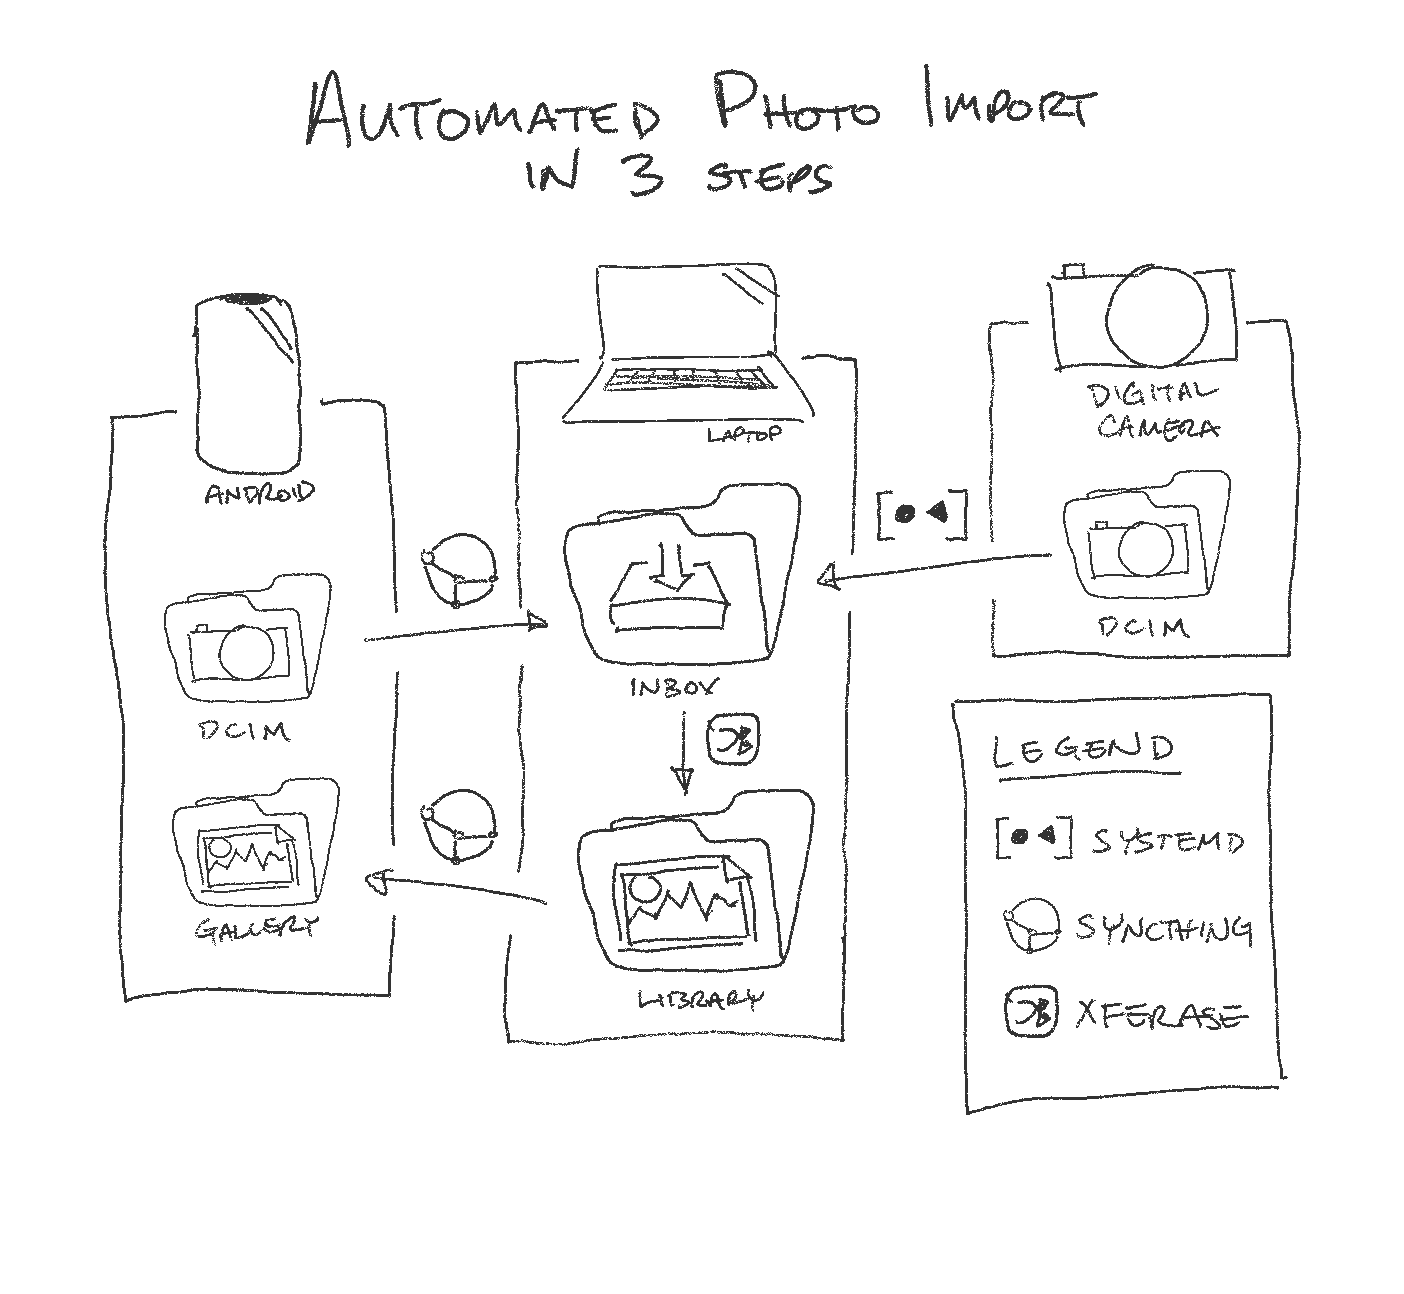 AUTOMATED PHOTO IMPORT
IN 3 STEPS
ANDROID
DCIM
GALLERY
LAPTOP
INBOX
LIBRARY
DIGITAL
CAMERA
DCIM
LEGEND
SYSTEMD
SYNCTHING
XFERASE